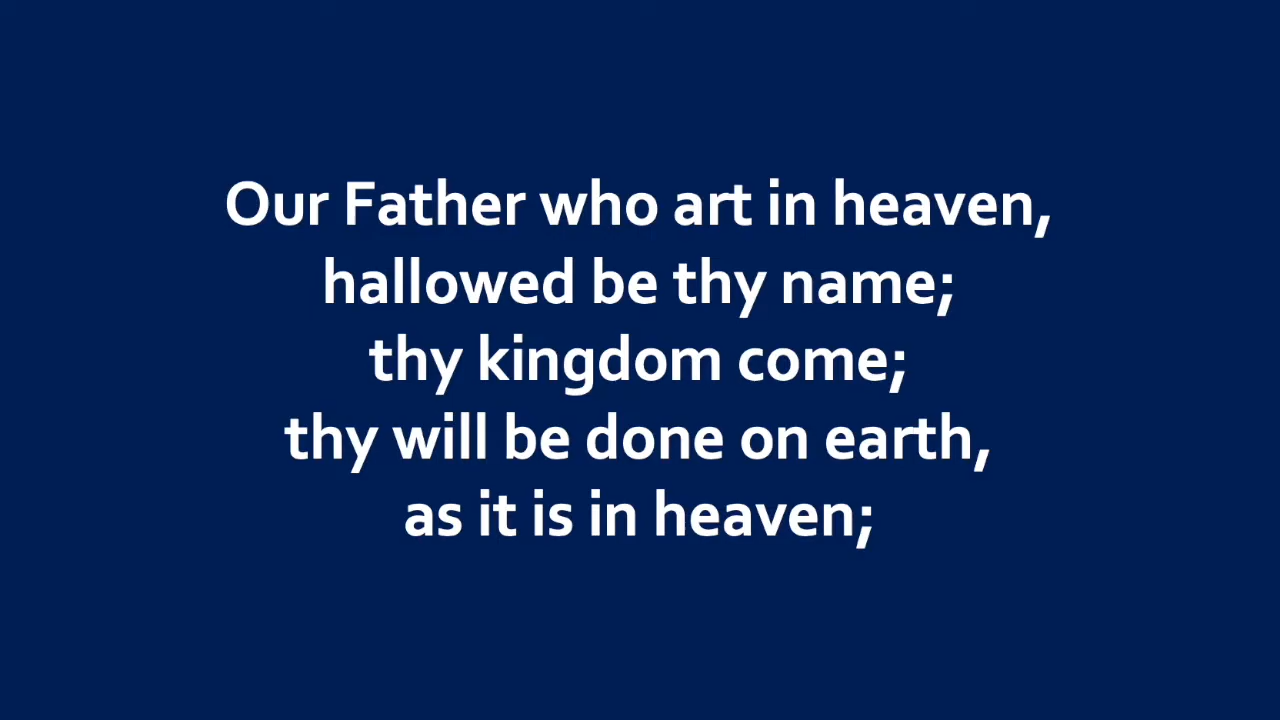 Our Father who art in heaven,
hallowed be thy name;
thy kingdom come;
thy will be done on earth,
as it is in heaven;